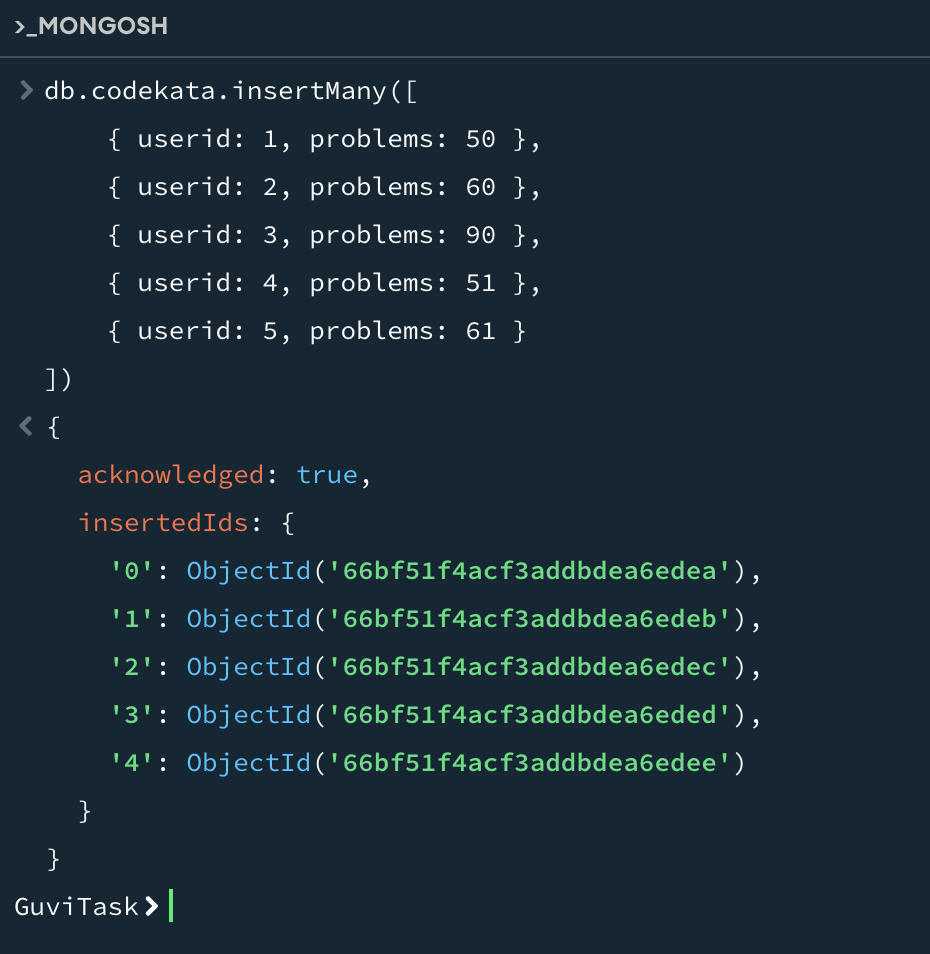 >_MONGOSH
> db.codekata.insertMany([
{ userid: 1, problems: 50 },
{ userid: 2, problems: 60 },
{ userid: 3, problems: 90 },
{ userid: 4, problems: 51 },
{ userid: 5, problems: 61 }
])
< {
acknowledged: true,
insertedIds: {
'0': ObjectId('66bf51f4acf3addbdea6edea'),
'1': ObjectId('66bf51f4acf3addbdea6edeb'),
'2': ObjectId('66bf51f4acf3addbdea6edec'),
'3': ObjectId('66bf51f4acf3addbdea6eded'),
'4': ObjectId('66bf51f4acf3addbdea6edee')
}
}
GuviTask>